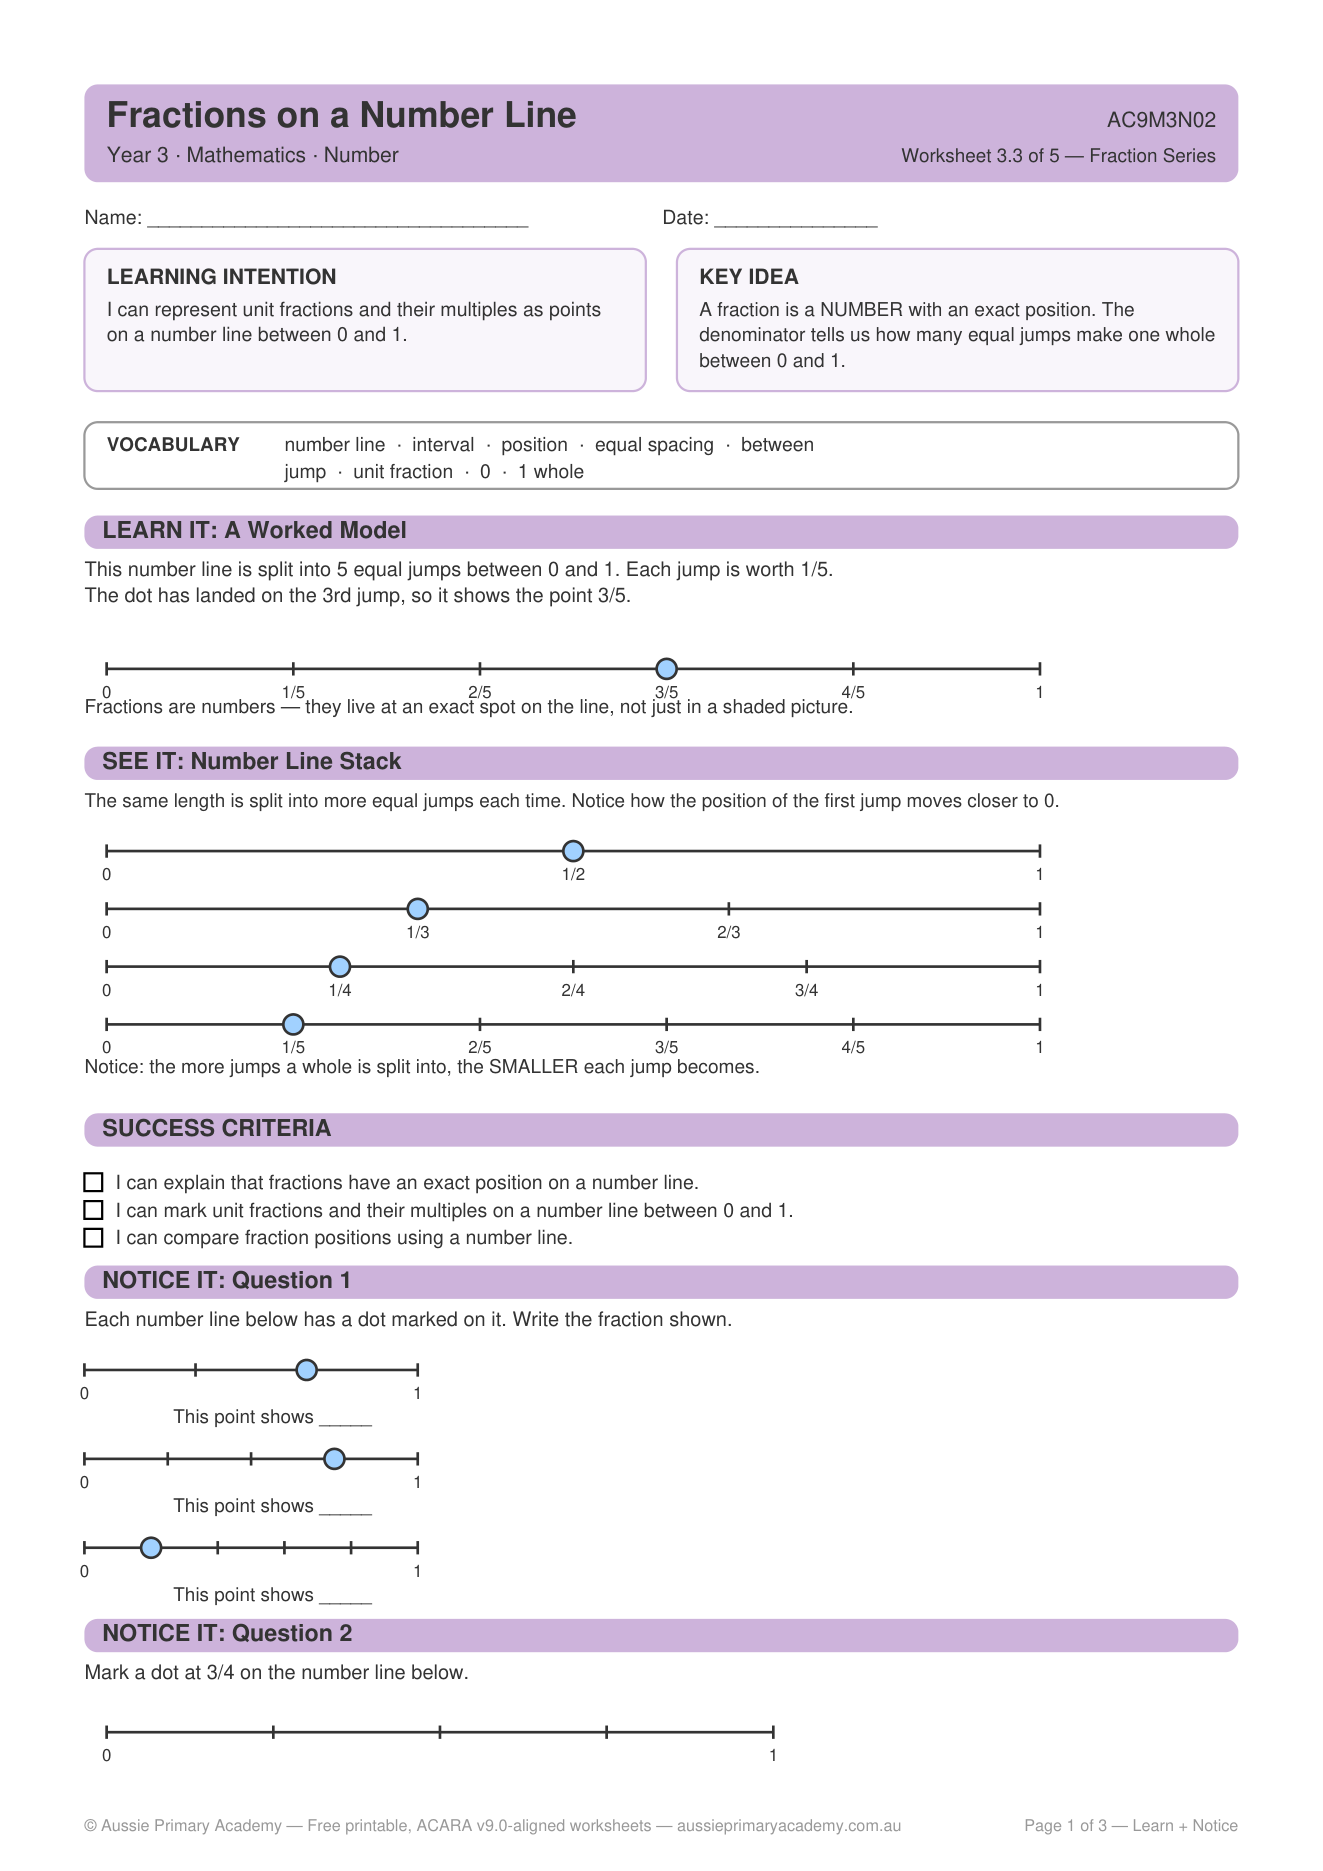 Fractions on a Number Line
AC9M3N02
Year 3 · Mathematics · Number
Worksheet 3.3 of 5 — Fraction Series
Name: ___________________________________
Date: _______________
LEARNING INTENTION
I can represent unit fractions and their multiples as points
on a number line between 0 and 1.
KEY IDEA
A fraction is a NUMBER with an exact position. The
denominator tells us how many equal jumps make one whole
between 0 and 1.
VOCABULARY
number line · interval · position · equal spacing · between
jump · unit fraction · 0 · 1 whole
LEARN IT: A Worked Model
This number line is split into 5 equal jumps between 0 and 1. Each jump is worth 1/5.
The dot has landed on the 3rd jump, so it shows the point 3/5.
0 1/5 2/5 3/5 4/5 1
Fractions are numbers — they live at an exact spot on the line, not just in a shaded picture.
SEE IT: Number Line Stack
The same length is split into more equal jumps each time. Notice how the position of the first jump moves closer to 0.
0 1/2 1
0 1/3 2/3 1
0 1/4 2/4 3/4 1
0 1/5 2/5 3/5 4/5 1
Notice: the more jumps a whole is split into, the SMALLER each jump becomes.
SUCCESS CRITERIA
I can explain that fractions have an exact position on a number line.
I can mark unit fractions and their multiples on a number line between 0 and 1.
I can compare fraction positions using a number line.
NOTICE IT: Question 1
Each number line below has a dot marked on it. Write the fraction shown.
0 1
This point shows _____
0 1
This point shows _____
0 1
This point shows _____
NOTICE IT: Question 2
Mark a dot at 3/4 on the number line below.
0 1
© Aussie Primary Academy — Free printable, ACARA v9.0-aligned worksheets — aussieprimaryacademy.com.au
Page 1 of 3 — Learn + Notice